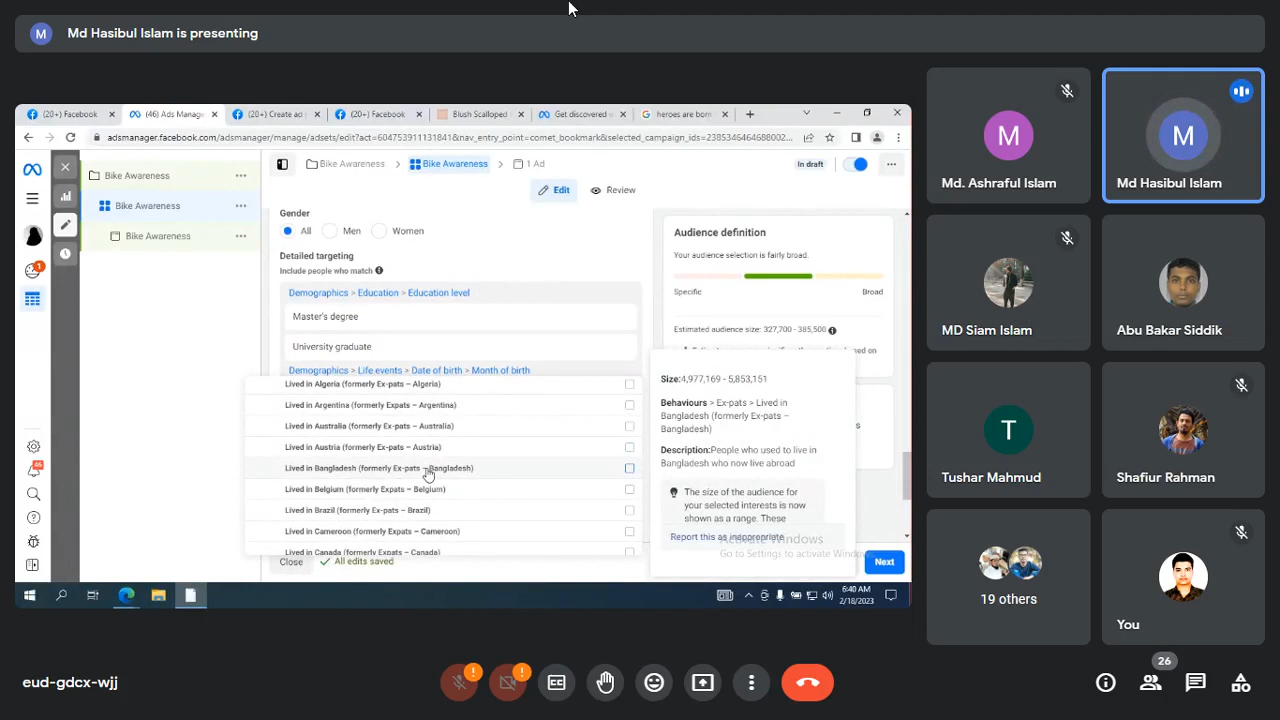 M
Md Hasibul Islam is presenting
(20+) Facebook
(46) Ads Manag
(20+) Create ad
(20+) Facebook
Blush Scalloped
Get discovered
heroes are born
adsmanager.facebook.com/adsmanager/manage/adsets/edit?act=604753911131841&nav_entry_point=comet_bookmark&selected_campaign_ids=2385346464688002...
Bike Awareness
Bike Awareness
Bike Awareness
Bike Awareness
Bike Awareness
1 Ad
In draft
Edit
Review
Gender
All
Men
Women
Detailed targeting
Include people who match
Demographics > Education > Education level
Master's degree
University graduate
Demographics > Life events > Date of birth > Month of birth
Lived in Algeria (formerly Ex-pats – Algeria)
Lived in Argentina (formerly Expats – Argentina)
Lived in Australia (formerly Ex-pats – Australia)
Lived in Austria (formerly Expats – Austria)
Lived in Bangladesh (formerly Ex-pats – Bangladesh)
Lived in Belgium (formerly Expats – Belgium)
Lived in Brazil (formerly Ex-pats – Brazil)
Lived in Cameroon (formerly Expats – Cameroon)
Lived in Canada (formerly Expats – Canada)
Close
All edits saved
Audience definition
Your audience selection is fairly broad.
Specific
Broad
Estimated audience size: 327,700 - 385,500
Size:4,977,169 - 5,853,151
Behaviours > Ex-pats > Lived in
Bangladesh (formerly Ex-pats –
Bangladesh)
Description:People who used to live in
Bangladesh who now live abroad
The size of the audience for
your selected interests is now
shown as a range. These
Report this as inappropriate
Activate Windows
Go to Settings to activate Windows.
Next
6:40 AM
2/18/2023
M
Md. Ashraful Islam
M
Md Hasibul Islam
MD Siam Islam
Abu Bakar Siddik
T
Tushar Mahmud
Shafiur Rahman
19 others
You
eud-gdcx-wjj
CC
26